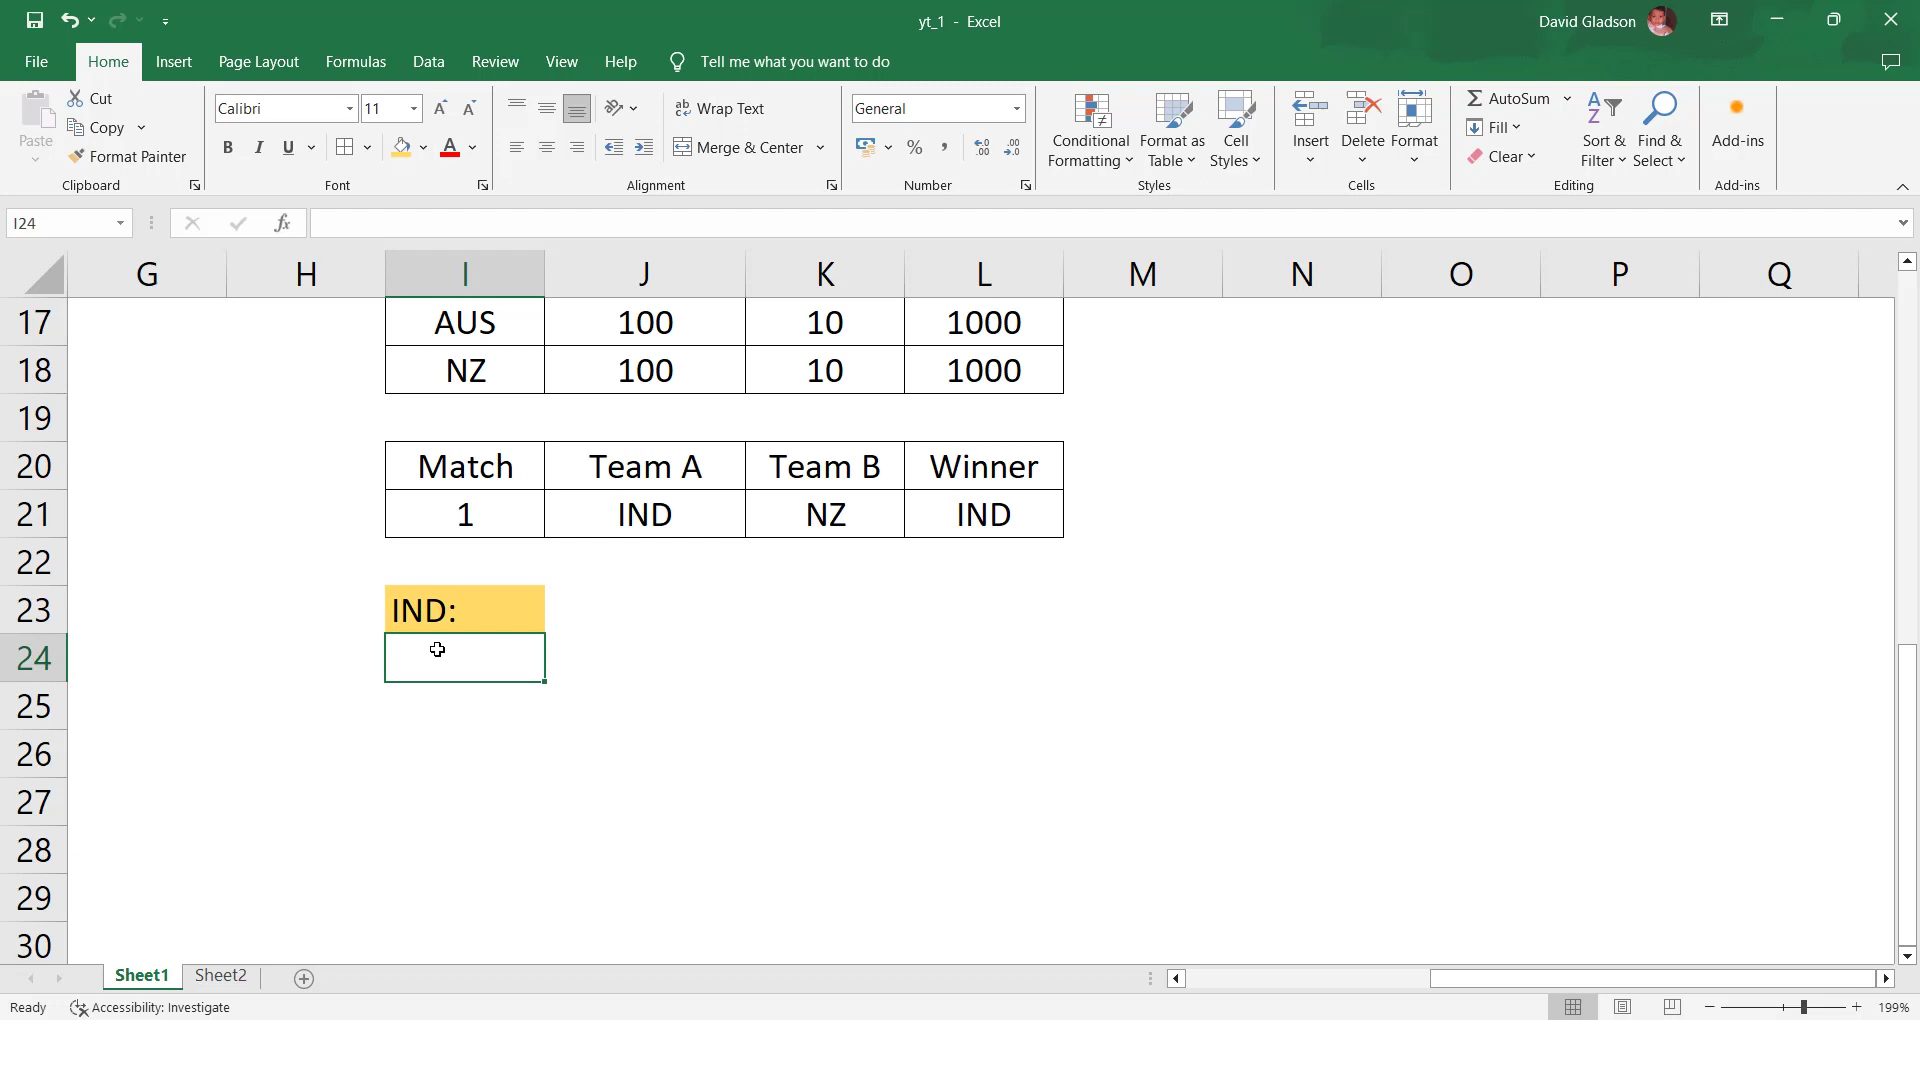 yt_1 - Excel
David Gladson
File Home Insert Page Layout Formulas Data Review View Help Tell me what you want to do
Paste
Cut
Copy
Format Painter
Clipboard
Calibri 11
B I U
Font
Wrap Text
Merge & Center
Alignment
General
Number
Conditional Formatting
Format as Table
Cell Styles
Styles
Insert
Delete
Format
Cells
AutoSum
Fill
Clear
Sort & Filter
Find & Select
Editing
Add-ins
Add-ins
I24
fx
G H I J K L M N O P Q
17 AUS 100 10 1000
18 NZ 100 10 1000
19
20 Match Team A Team B Winner
21 1 IND NZ IND
22
23 IND:
24
25
26
27
28
29
30
Sheet1 Sheet2
Ready Accessibility: Investigate
199%